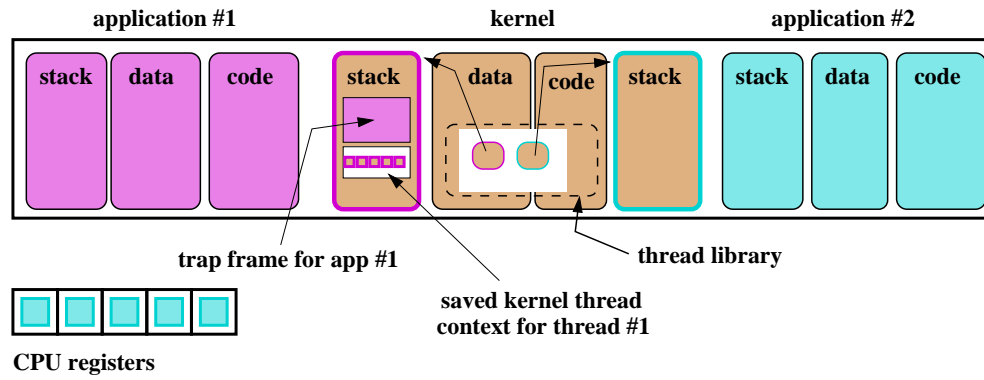 application #1
kernel
application #2
stack
data
code
stack
data
code
stack
stack
data
code
trap frame for app #1
thread library
saved kernel thread
context for thread #1
CPU registers